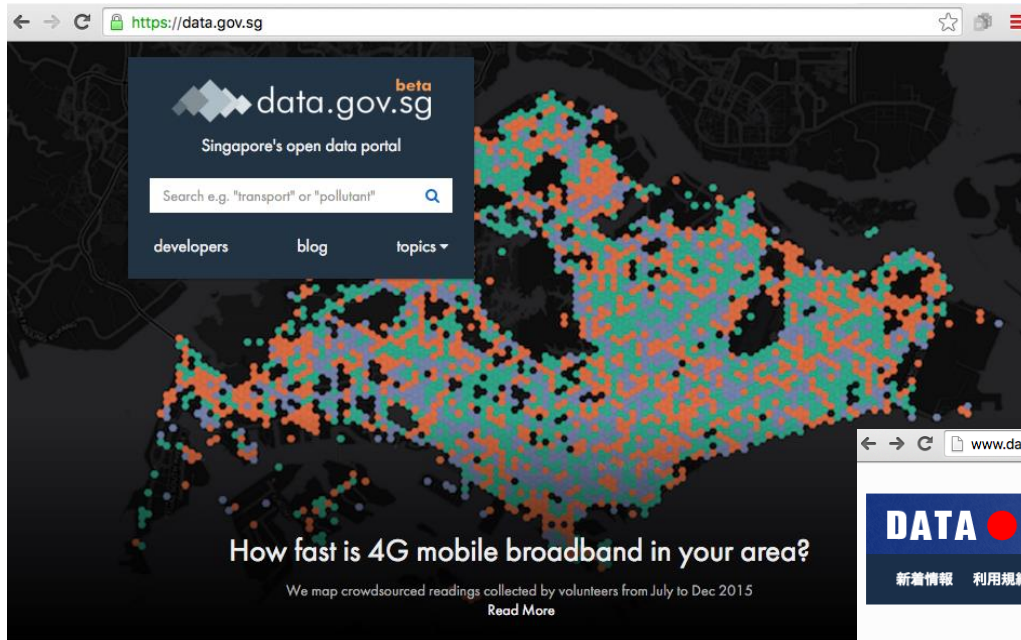 https://data.gov.sg
beta
data.gov.sg
Singapore's open data portal
Search e.g. "transport" or "pollutant"
developers blog topics
How fast is 4G mobile broadband in your area?
We map crowdsourced readings collected by volunteers from July to Dec 2015
Read More
www.da
DATA
新着情報 利用規